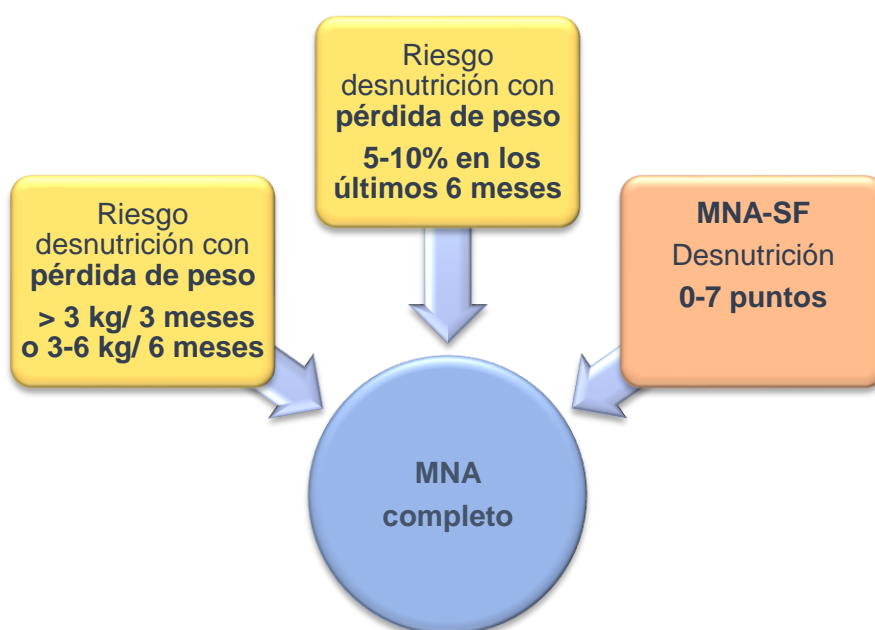 Riesgo
desnutrición con
pérdida de peso
> 3 kg/ 3 meses
o 3-6 kg/ 6 meses
Riesgo
desnutrición con
pérdida de peso
5-10% en los
últimos 6 meses
MNA-SF
Desnutrición
0-7 puntos
MNA
completo